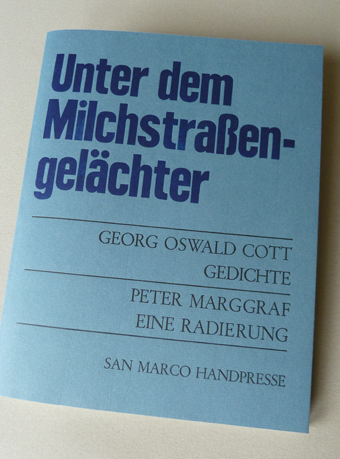 Unter dem
Milchstraßen-
gelächter
GEORG OSWALD COTT
GEDICHTE
PETER MARGGRAF
EINE RADIERUNG
SAN MARCO HANDPRESSE